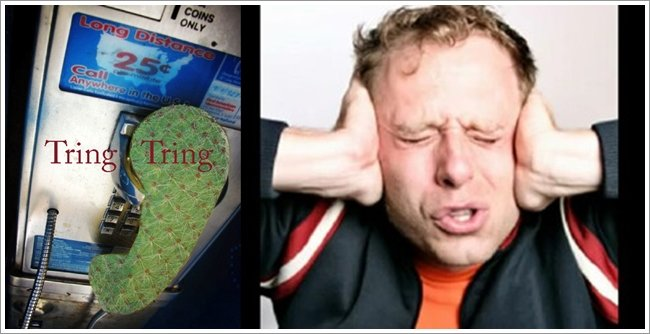 COINS
ONLY
Long Distance
25¢
Call
Anywhere in the U.S.
Tring Tring